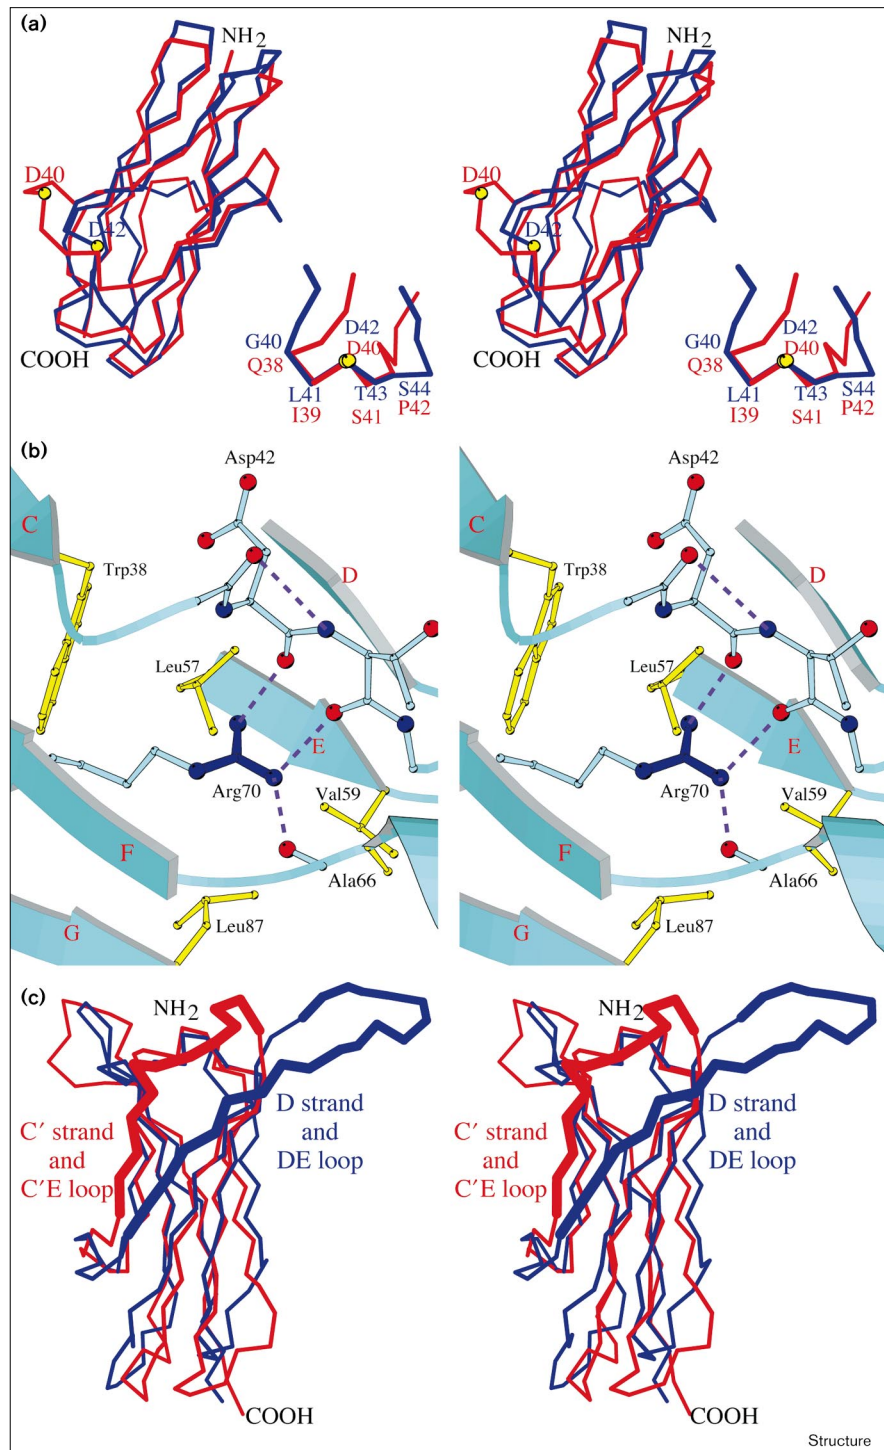 (a)
NH2
NH2
D40
D40
D42
D42
G40
D42
G40
D42
Q38
D40
Q38
D40
COOH
COOH
L41
T43
S44
L41
T43
S44
I39
S41
P42
I39
S41
P42
(b)
Asp42
Asp42
C
C
Trp38
D
Trp38
D
Leu57
Leu57
E
E
Arg70
Val59
Arg70
Val59
F
F
Ala66
Ala66
G
Leu87
G
Leu87
(c)
NH2
NH2
C′ strand
and
C′E loop
D strand
and
DE loop
C′ strand
and
C′E loop
D strand
and
DE loop
COOH
COOH
Structure